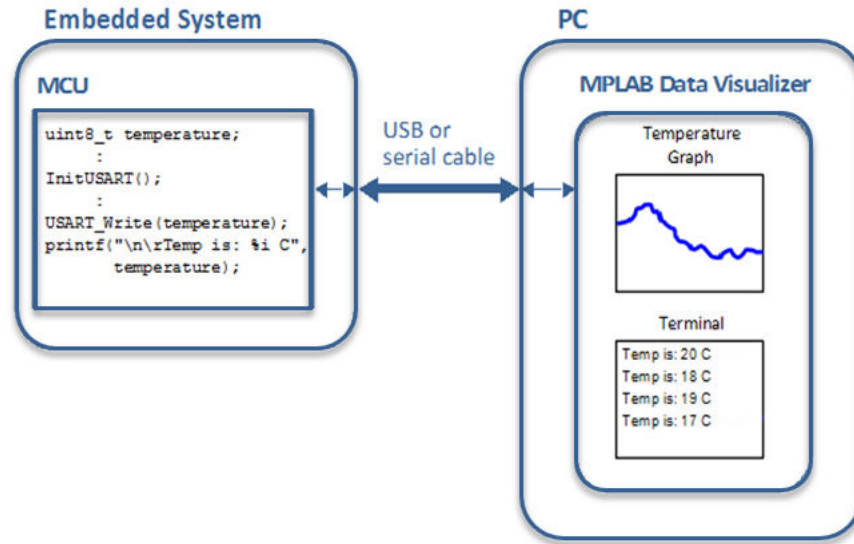 Embedded System
MCU
uint8_t temperature;
:
InitUSART();
:
USART_Write(temperature);
printf("\n\rTemp is: %i C",
temperature);
USB or
serial cable
PC
MPLAB Data Visualizer
Temperature
Graph
Terminal
Temp is: 20 C
Temp is: 18 C
Temp is: 19 C
Temp is: 17 C